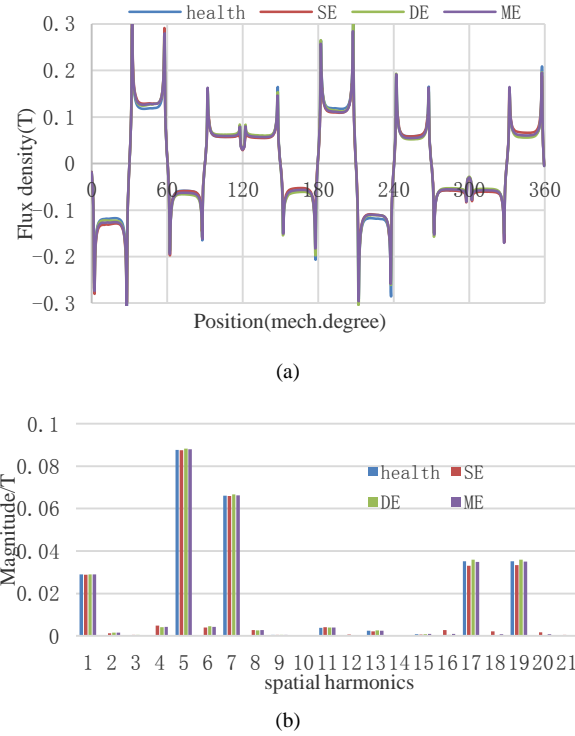 health SE DE ME
0.3
0.2
0.1
0
-0.1
-0.2
-0.3
0 60 120 180 240 300 360
Flux density(T)
Position(mech.degree)
(a)
0.1
0.08
0.06
0.04
0.02
0
Magnitude/T
health SE
DE ME
1 2 3 4 5 6 7 8 9 10 11 12 13 14 15 16 17 18 19 20 21
spatial harmonics
(b)